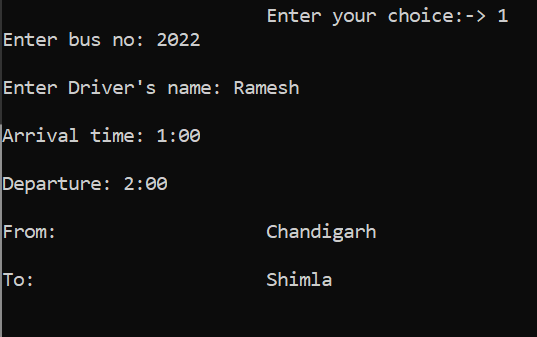 Enter your choice:-> 1
Enter bus no: 2022
Enter Driver's name: Ramesh
Arrival time: 1:00
Departure: 2:00
From: Chandigarh
To: Shimla